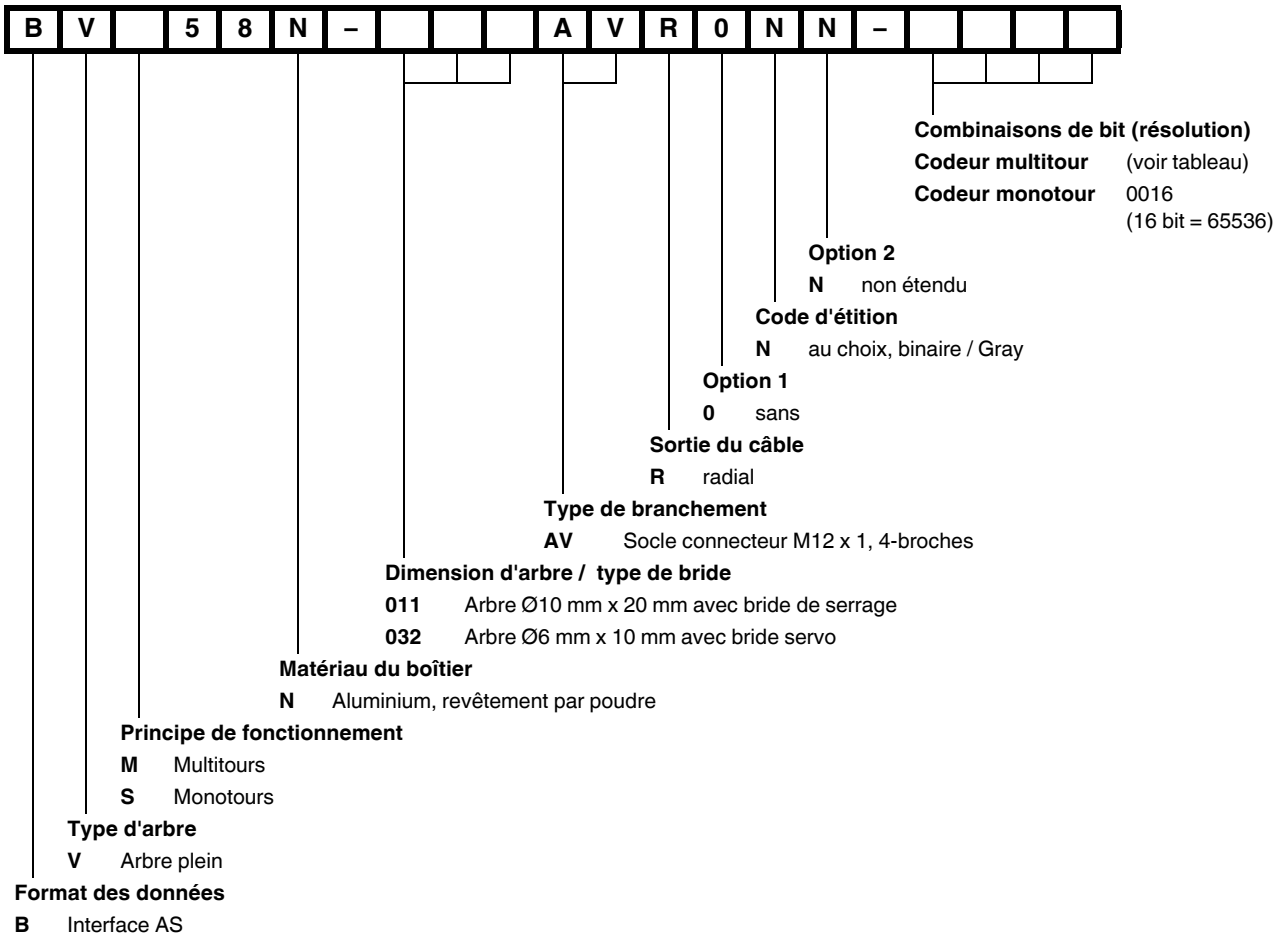 B V 5 8 N – A V R 0 N N –
Combinaisons de bit (résolution)
Codeur multitour (voir tableau)
Codeur monotour 0016
(16 bit = 65536)
Option 2
N non étendu
Code d'étition
N au choix, binaire / Gray
Option 1
0 sans
Sortie du câble
R radial
Type de branchement
AV Socle connecteur M12 x 1, 4-broches
Dimension d'arbre / type de bride
011 Arbre Ø10 mm x 20 mm avec bride de serrage
032 Arbre Ø6 mm x 10 mm avec bride servo
Matériau du boîtier
N Aluminium, revêtement par poudre
Principe de fonctionnement
M Multitours
S Monotours
Type d'arbre
V Arbre plein
Format des données
B Interface AS